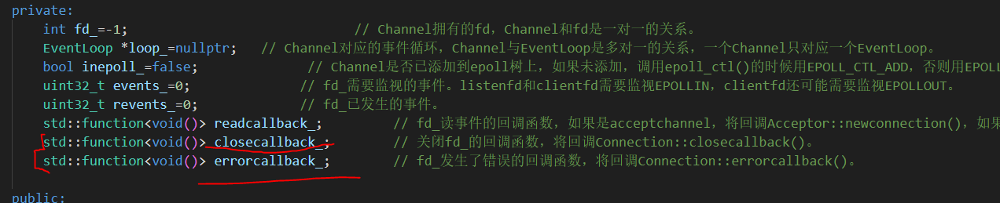 private:
int fd_=-1; // Channel拥有的fd，Channel和fd是一对一的关系。
EventLoop *loop_=nullptr; // Channel对应的事件循环，Channel与EventLoop是多对一的关系，一个Channel只对应一个EventLoop。
bool inepoll_=false; // Channel是否已添加到epoll树上，如果未添加，调用epoll_ctl()的时候用EPOLL_CTL_ADD，否则用EPOLL
uint32_t events_=0; // fd_需要监视的事件。listenfd和clientfd需要监视EPOLLIN，clientfd还可能需要监视EPOLLOUT。
uint32_t revents_=0; // fd_已发生的事件。
std::function<void()> readcallback_; // fd_读事件的回调函数，如果是acceptchannel，将回调Acceptor::newconnection()，如果
std::function<void()> closecallback_; // 关闭fd_的回调函数，将回调Connection::closecallback()。
std::function<void()> errorcallback_; // fd_发生了错误的回调函数，将回调Connection::errorcallback()。
public: